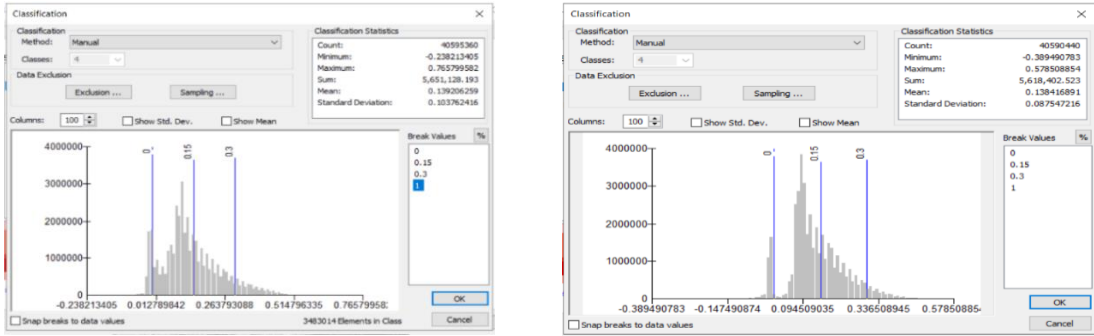 Classification
Classification
Method: Manual
Classes: 4
Data Exclusion
Exclusion ... Sampling ...
Classification Statistics
Count: 40595360
Minimum: -0.238213405
Maximum: 0.765799582
Sum: 5,651,128.193
Mean: 0.139206259
Standard Deviation: 0.103762416
Columns: 100 Show Std. Dev. Show Mean
Break Values %
0
0.15
0.3
1
0 0.15 0.3
4000000
3000000
2000000
1000000
0
-0.238213405 0.012789842 0.263793088 0.514796335 0.765799582
Snap breaks to data values
3483014 Elements in Class
OK
Cancel
Classification
Classification
Method: Manual
Classes: 4
Data Exclusion
Exclusion ... Sampling ...
Classification Statistics
Count: 40590440
Minimum: -0.389490783
Maximum: 0.578508854
Sum: 5,618,402.523
Mean: 0.138416891
Standard Deviation: 0.087547216
Columns: 100 Show Std. Dev. Show Mean
Break Values %
0
0.15
0.3
1
0 0.15 0.3
4000000
3000000
2000000
1000000
0
-0.389490783 -0.147490874 0.094509035 0.336508945 0.57850885
Snap breaks to data values
OK
Cancel